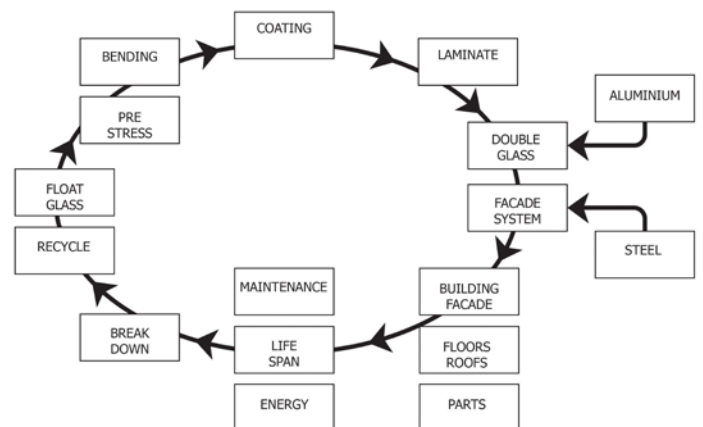 COATING
BENDING
LAMINATE
ALUMINIUM
PRE
STRESS
DOUBLE
GLASS
FLOAT
GLASS
FACADE
SYSTEM
RECYCLE
STEEL
MAINTENANCE
BUILDING
FACADE
BREAK
DOWN
LIFE
SPAN
FLOORS
ROOFS
ENERGY
PARTS